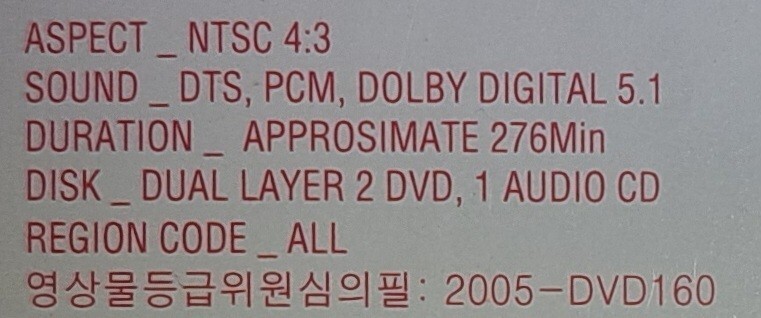 ASPECT _ NTSC 4:3
SOUND _ DTS, PCM, DOLBY DIGITAL 5.1
DURATION _ APPROSIMATE 276Min
DISK _ DUAL LAYER 2 DVD, 1 AUDIO CD
REGION CODE _ ALL
영상물등급위원심의필: 2005-DVD160